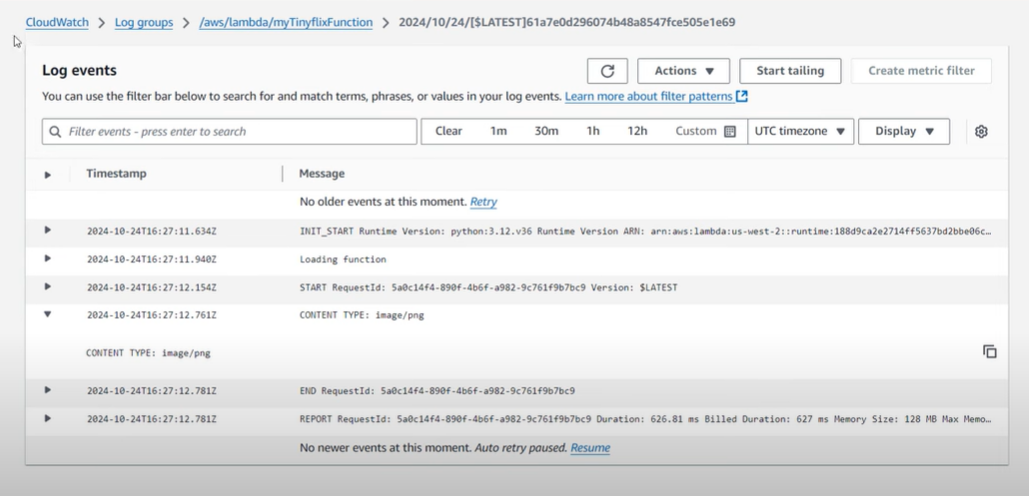 CloudWatch > Log groups > /aws/lambda/myTinyflixFunction > 2024/10/24/[$LATEST]61a7e0d296074b48a8547fce505e1e69
Log events
Actions ▼
Start tailing
Create metric filter
You can use the filter bar below to search for and match terms, phrases, or values in your log events. Learn more about filter patterns
Filter events - press enter to search
Clear 1m 30m 1h 12h Custom UTC timezone ▼ Display ▼
Timestamp Message
No older events at this moment. Retry
2024-10-24T16:27:11.634Z INIT_START Runtime Version: python:3.12.v36 Runtime Version ARN: arn:aws:lambda:us-west-2::runtime:188d9ca2e2714ff5637bd2bbe06c…
2024-10-24T16:27:11.940Z Loading function
2024-10-24T16:27:12.154Z START RequestId: 5a0c14f4-890f-4b6f-a982-9c761f9b7bc9 Version: $LATEST
2024-10-24T16:27:12.761Z CONTENT TYPE: image/png
CONTENT TYPE: image/png
2024-10-24T16:27:12.781Z END RequestId: 5a0c14f4-890f-4b6f-a982-9c761f9b7bc9
2024-10-24T16:27:12.781Z REPORT RequestId: 5a0c14f4-890f-4b6f-a982-9c761f9b7bc9 Duration: 626.81 ms Billed Duration: 627 ms Memory Size: 128 MB Max Memo…
No newer events at this moment. Auto retry paused. Resume